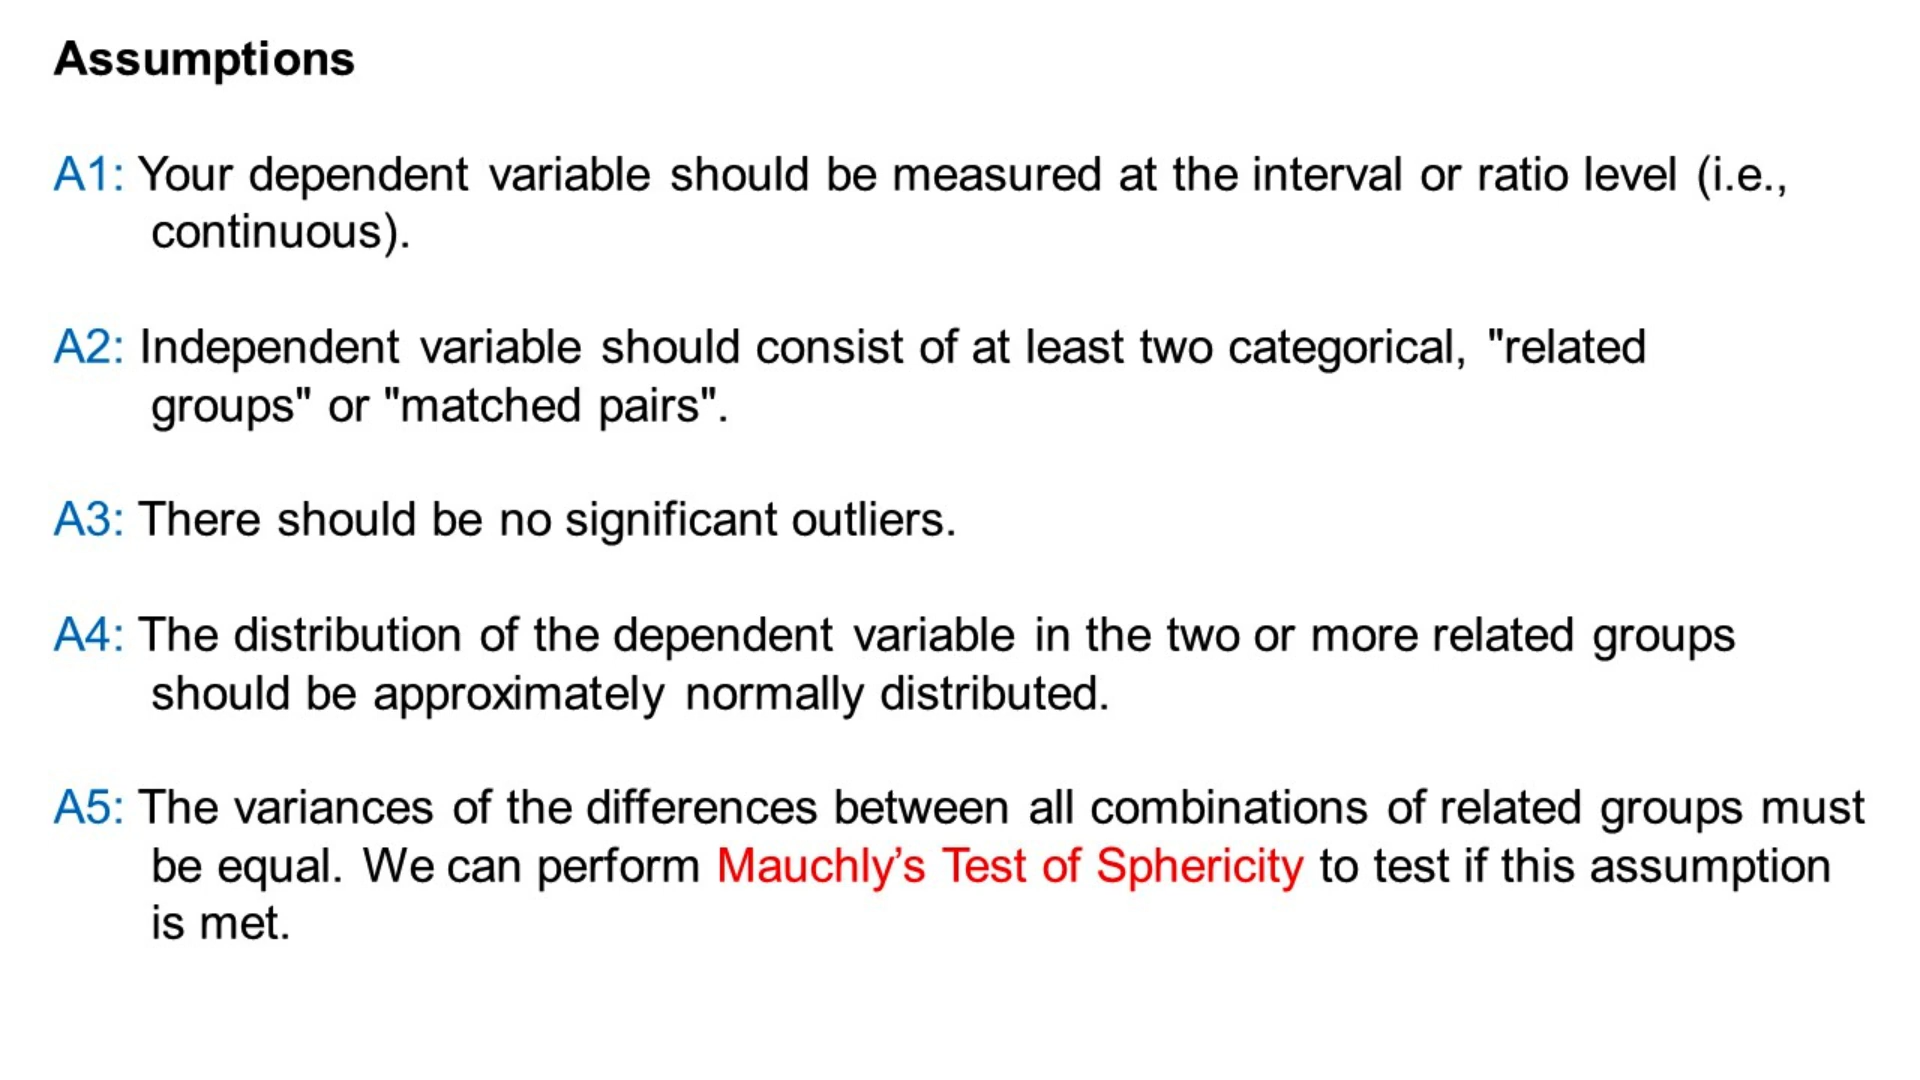 Assumptions
A1: Your dependent variable should be measured at the interval or ratio level (i.e.,
continuous).
A2: Independent variable should consist of at least two categorical, "related
groups" or "matched pairs".
A3: There should be no significant outliers.
A4: The distribution of the dependent variable in the two or more related groups
should be approximately normally distributed.
A5: The variances of the differences between all combinations of related groups must
be equal. We can perform Mauchly’s Test of Sphericity to test if this assumption
is met.